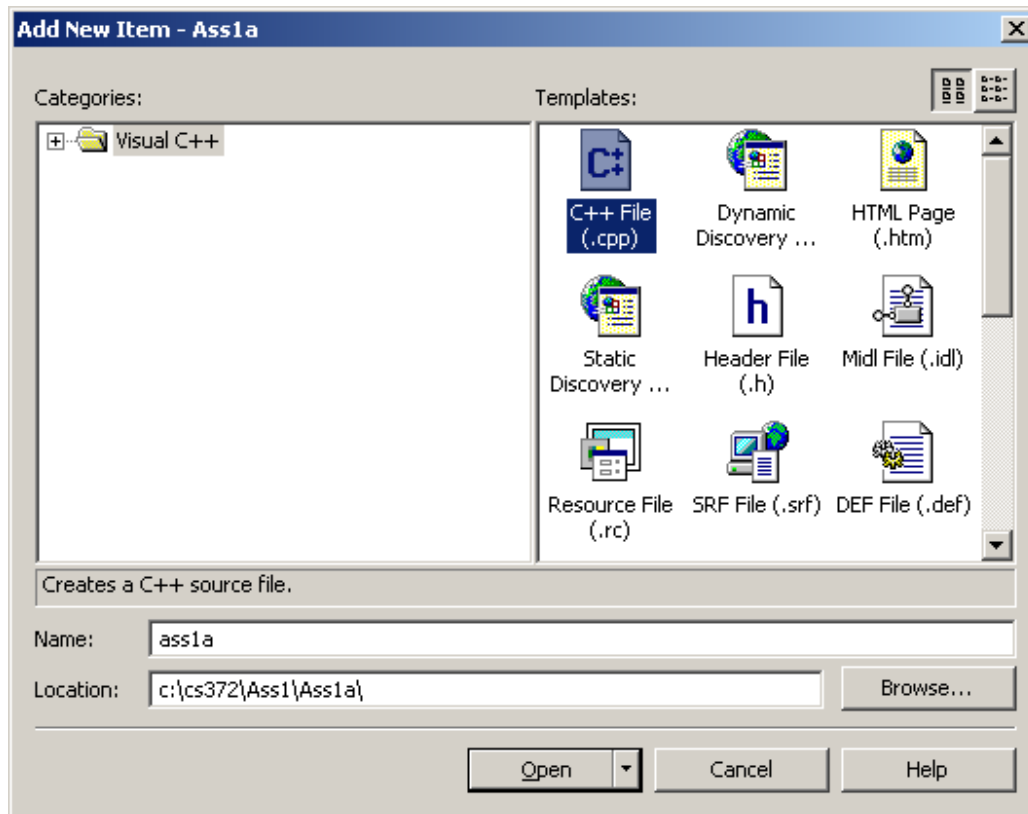 Add New Item - Ass1a
Categories:
Templates:
Visual C++
C++ File
(.cpp)
Dynamic
Discovery ...
HTML Page
(.htm)
Static
Discovery ...
Header File
(.h)
Midl File (.idl)
Resource File
(.rc)
SRF File (.srf)
DEF File (.def)
Creates a C++ source file.
Name:
ass1a
Location:
c:\cs372\Ass1\Ass1a\
Browse...
Open
Cancel
Help